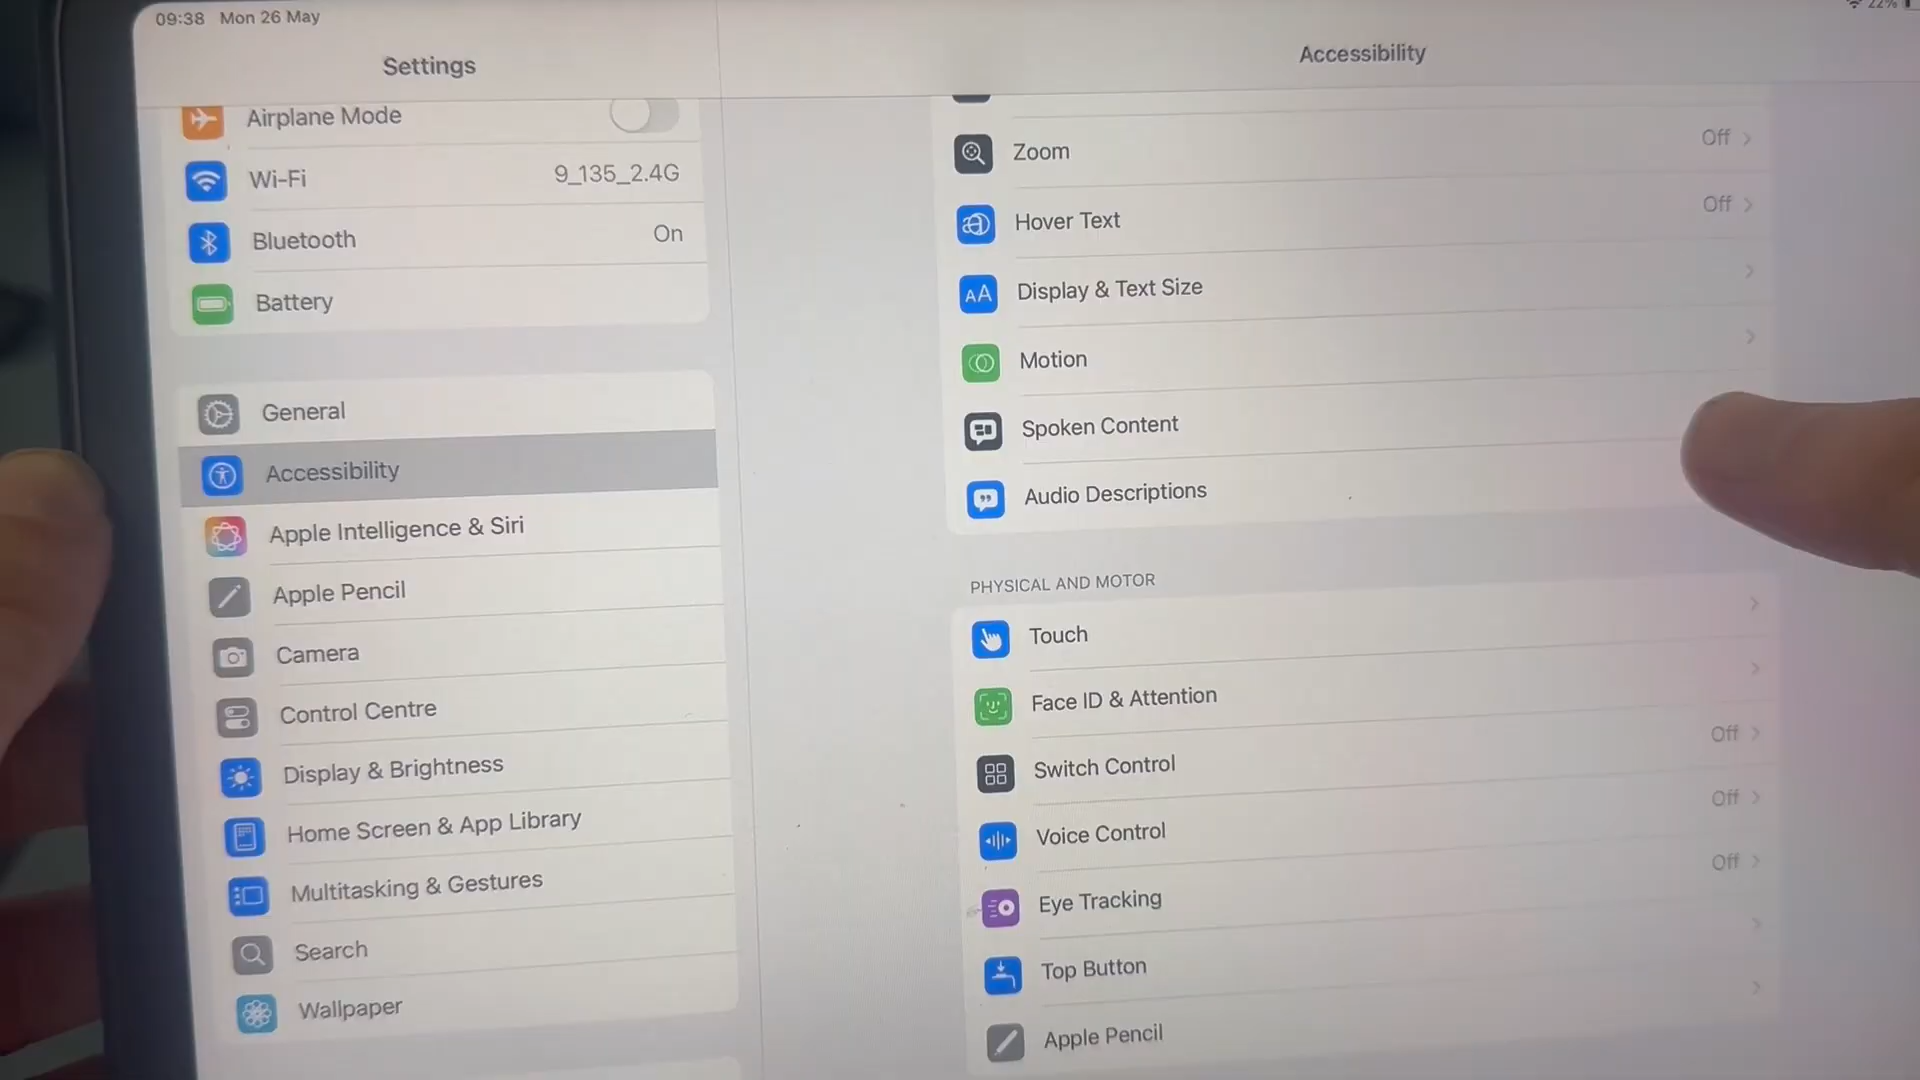 09:38 Mon 26 May
22%
Settings
Accessibility
Airplane Mode
Wi-Fi 9_135_2.4G
Bluetooth On
Battery
General
Accessibility
Apple Intelligence & Siri
Apple Pencil
Camera
Control Centre
Display & Brightness
Home Screen & App Library
Multitasking & Gestures
Search
Wallpaper
Zoom Off
Hover Text Off
Display & Text Size
Motion
Spoken Content
Audio Descriptions
PHYSICAL AND MOTOR
Touch
Face ID & Attention
Switch Control Off
Voice Control Off
Eye Tracking Off
Top Button
Apple Pencil